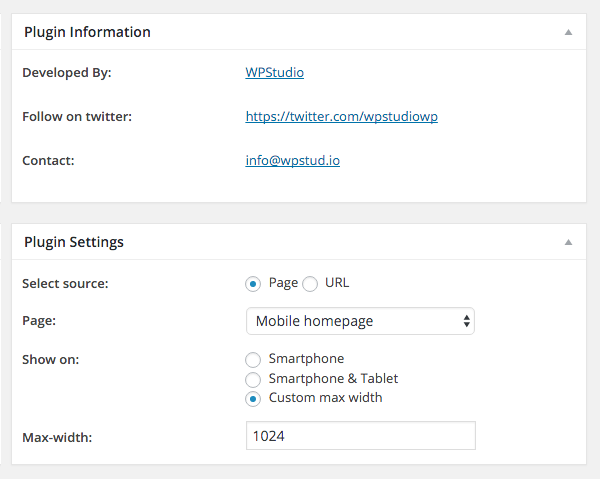 Plugin Information
Developed By: WPStudio
Follow on twitter: https://twitter.com/wpstudiowp
Contact: info@wpstud.io
Plugin Settings
Select source: Page URL
Page: Mobile homepage
Show on: Smartphone
Smartphone & Tablet
Custom max width
Max-width: 1024